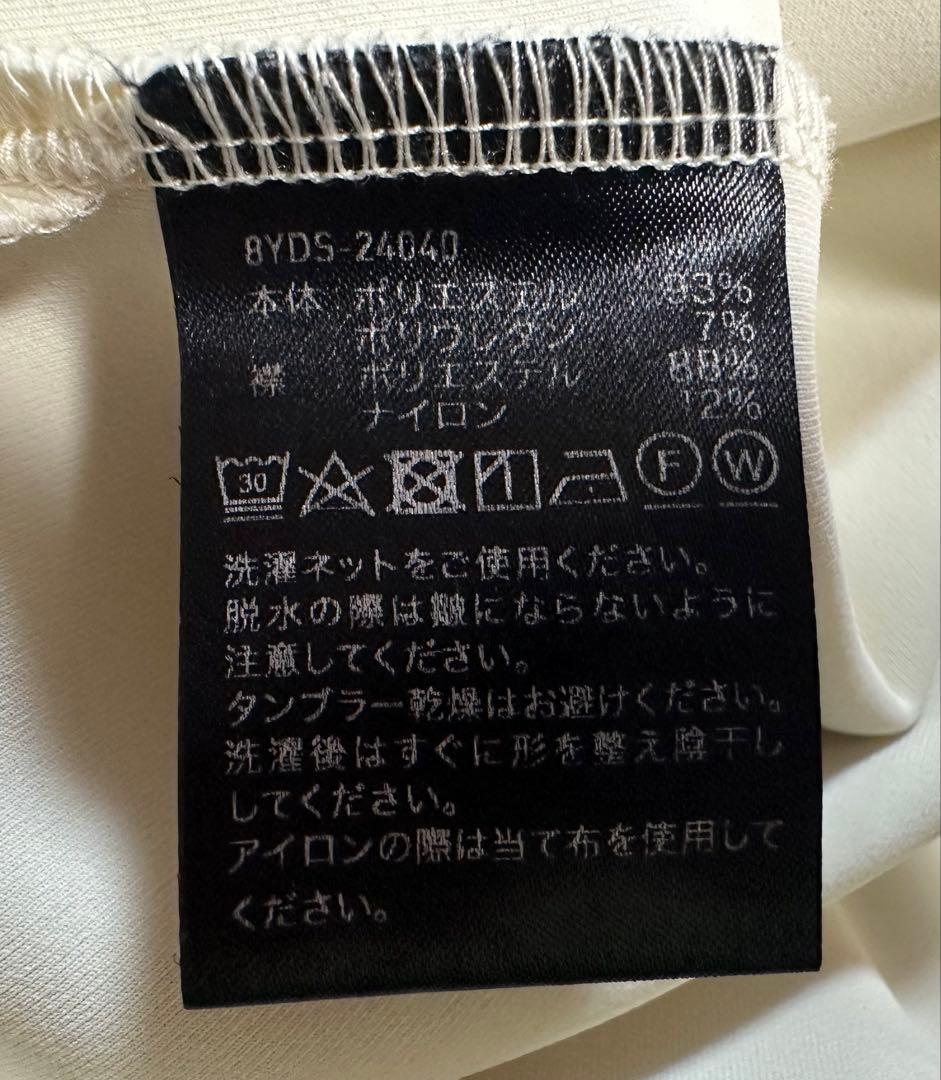 8YDS-24040
本体 ポリエステル 93%
ポリウレタン 7%
襟 ポリエステル 88%
ナイロン 12%
30 F W
洗濯ネットをご使用ください。
脱水の際は皺にならないように
注意してください。
タンブラー乾燥はお避けください。
洗濯後はすぐに形を整え陰干し
してください。
アイロンの際は当て布を使用して
ください。